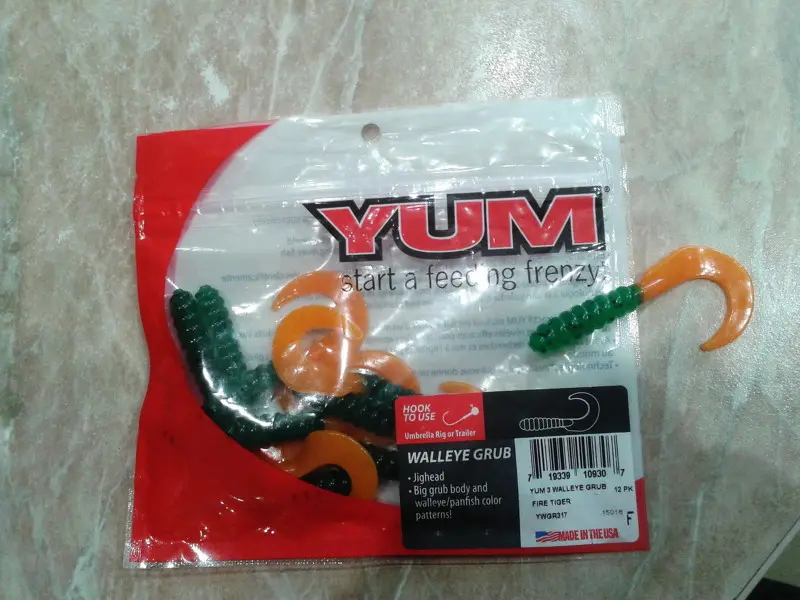 YUM®
start a feeding frenzy.
HOOK
TO USE
Umbrella Rig or Trailer
WALLEYE GRUB
• Jighead
• Big grub body and
walleye/panfish color
patterns!
7 19339 10930 7
YUM 3 WALLEYE GRUB 12 PK
FIRE TIGER
YWGR317
15016 F
MADE IN THE USA